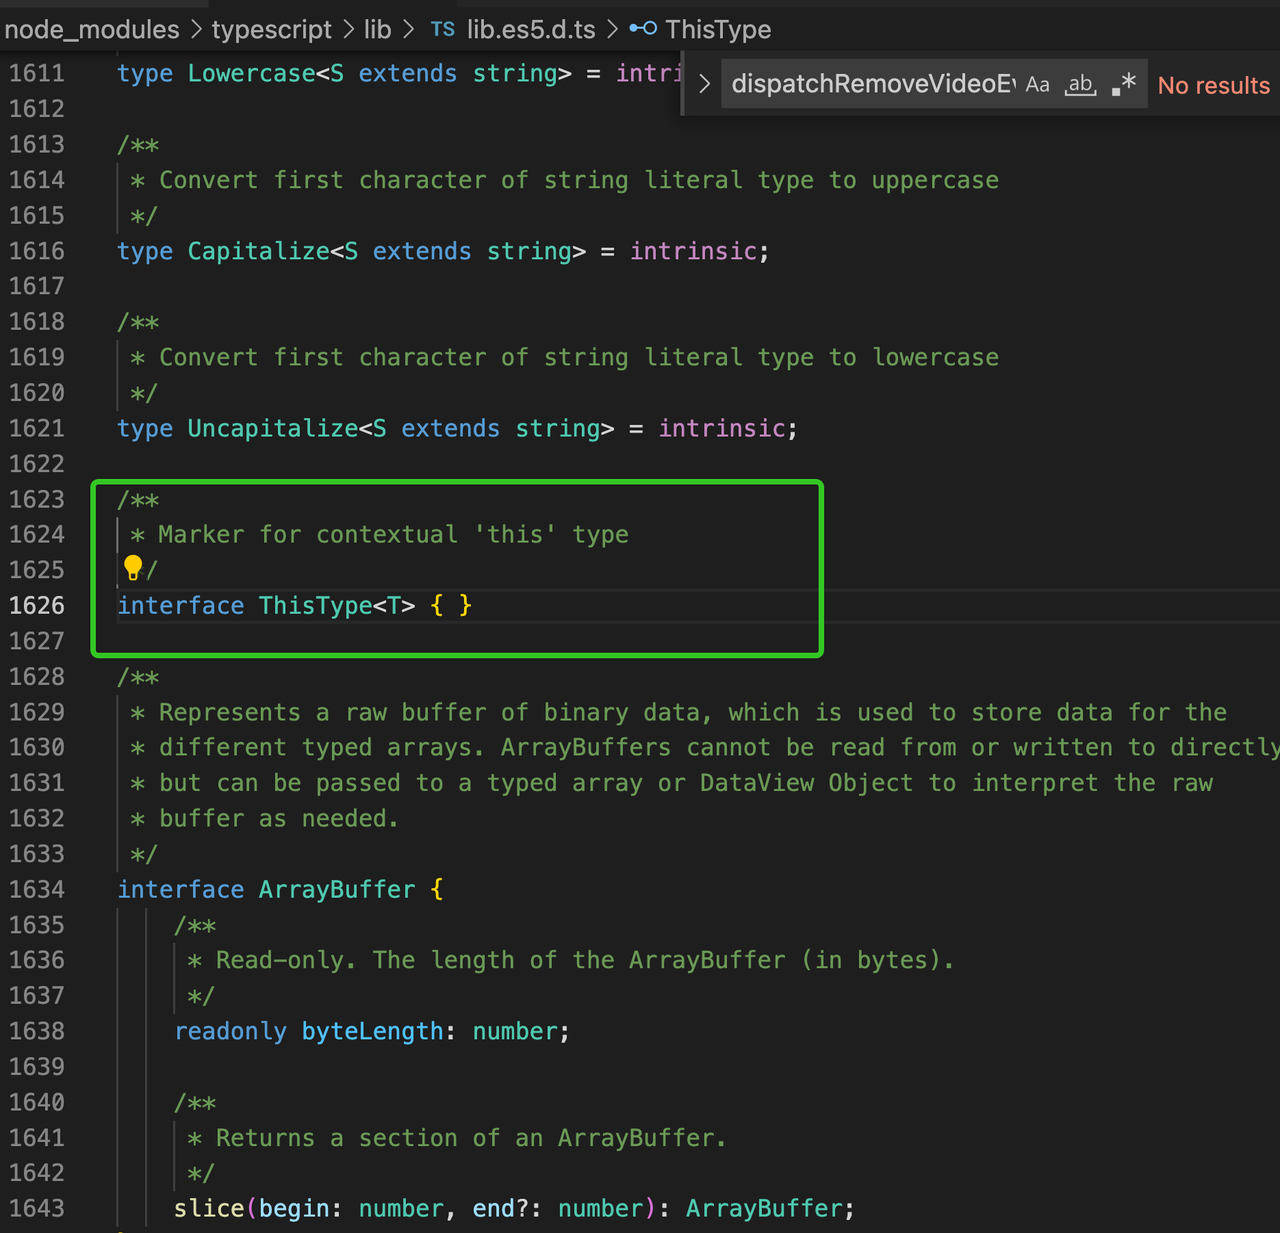 node_modules > typescript > lib > TS lib.es5.d.ts > ThisType
> dispatchRemoveVideoEv Aa ab .* No results
1611 type Lowercase<S extends string> = intri
1612
1613 /**
1614 * Convert first character of string literal type to uppercase
1615 */
1616 type Capitalize<S extends string> = intrinsic;
1617
1618 /**
1619 * Convert first character of string literal type to lowercase
1620 */
1621 type Uncapitalize<S extends string> = intrinsic;
1622
1623 /**
1624 * Marker for contextual 'this' type
1625 /
1626 interface ThisType<T> { }
1627
1628 /**
1629 * Represents a raw buffer of binary data, which is used to store data for the
1630 * different typed arrays. ArrayBuffers cannot be read from or written to directly
1631 * but can be passed to a typed array or DataView Object to interpret the raw
1632 * buffer as needed.
1633 */
1634 interface ArrayBuffer {
1635 /**
1636 * Read-only. The length of the ArrayBuffer (in bytes).
1637 */
1638 readonly byteLength: number;
1639
1640 /**
1641 * Returns a section of an ArrayBuffer.
1642 */
1643 slice(begin: number, end?: number): ArrayBuffer;